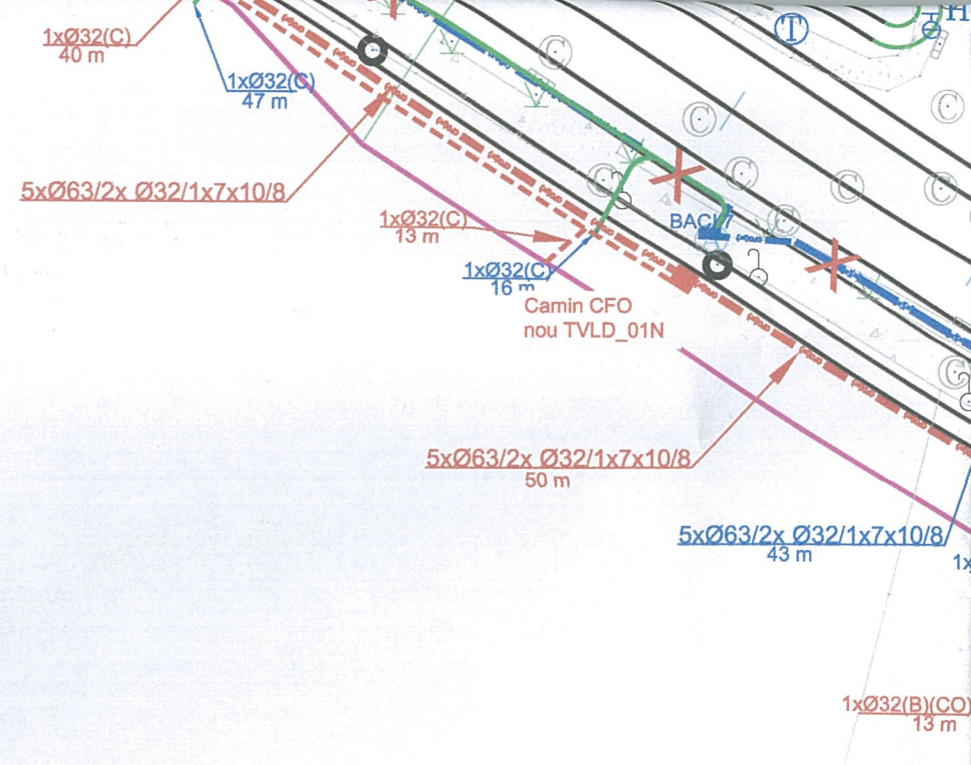 1xØ32(C)
40 m
1xØ32(C)
47 m
5xØ63/2x Ø32/1x7x10/8
1xØ32(C)
13 m
1xØ32(C)
16 m
Camin CFO
nou TVLD_01N
5xØ63/2x Ø32/1x7x10/8
50 m
5xØ63/2x Ø32/1x7x10/8
43 m
1x
1xØ32(B)(CO)
13 m
T
H
C
C
C
C
C
C
C
C
C